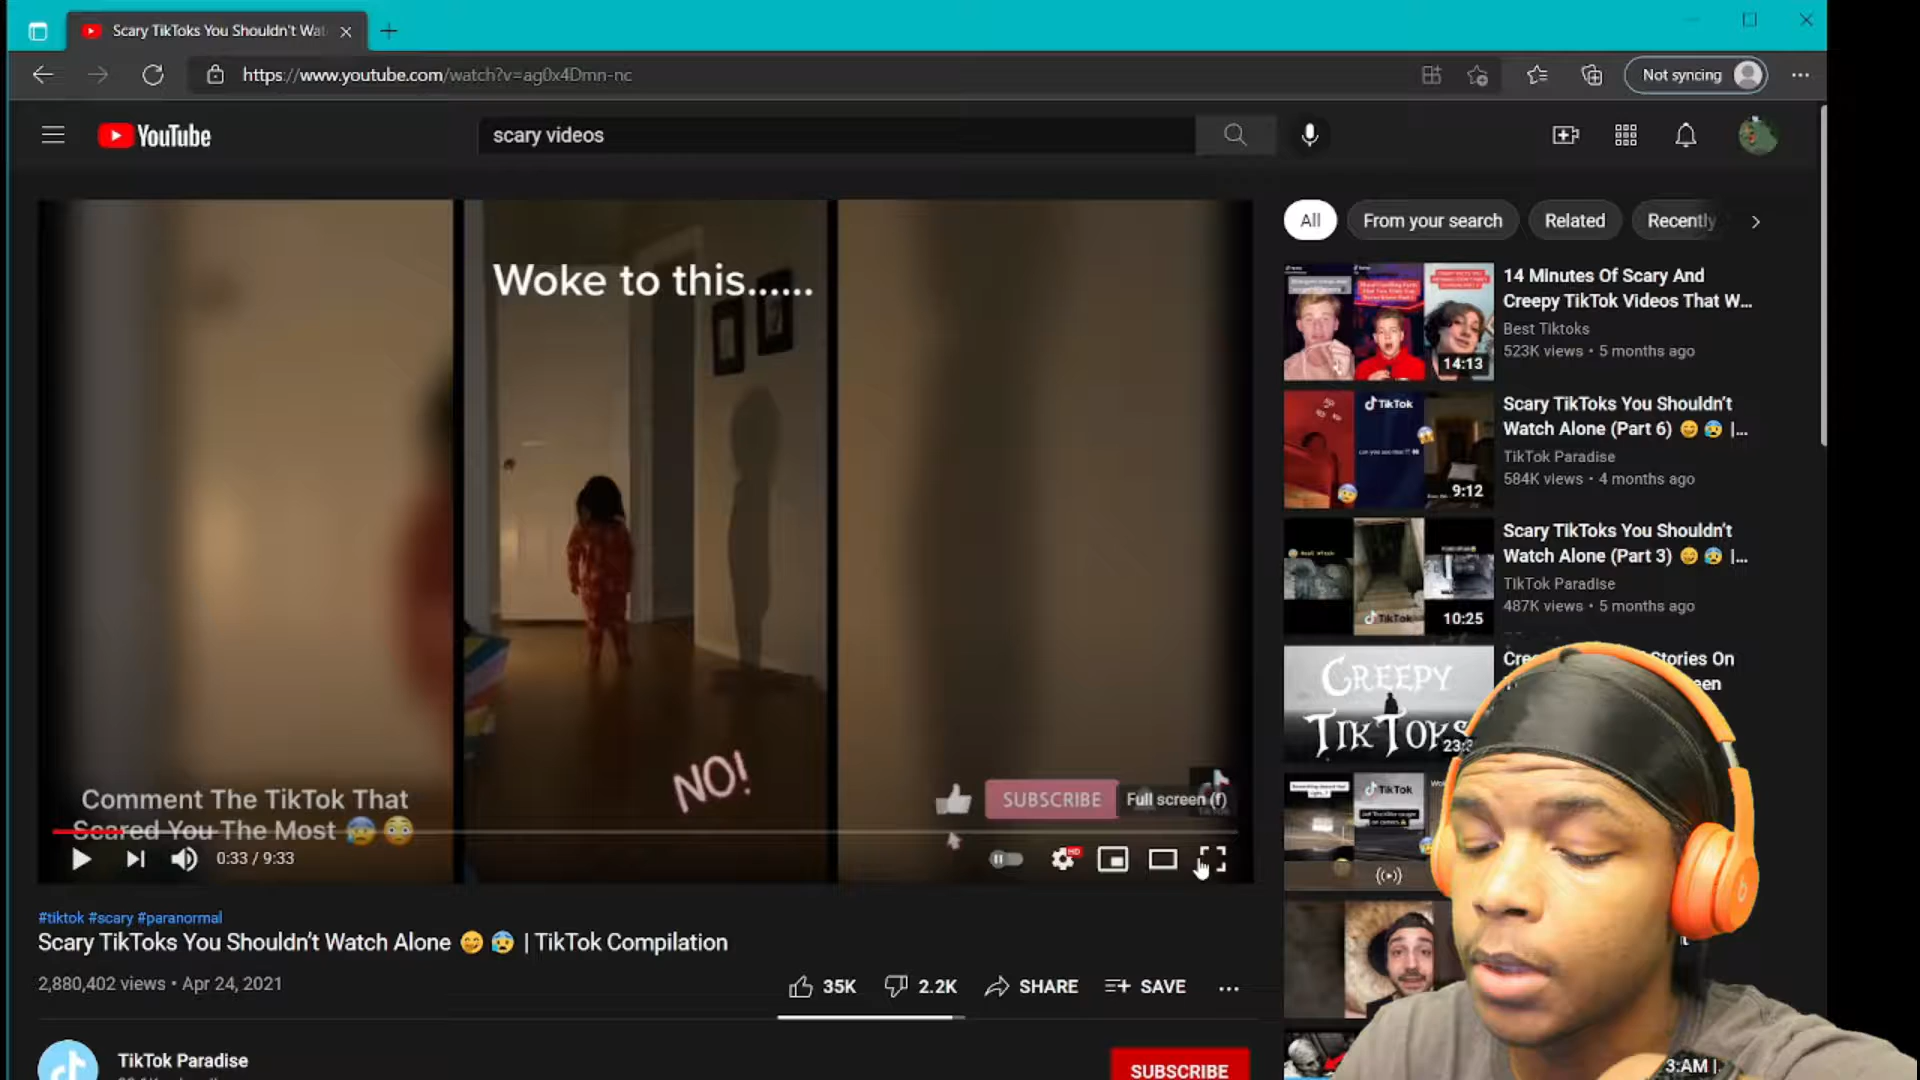 Scary TikToks You Shouldn't Wat
https://www.youtube.com/watch?v=ag0x4Dmn-nc
Not syncing
YouTube
scary videos
Woke to this......
NO!
Comment The TikTok That
Scared You The Most
SUBSCRIBE
Full screen (f)
0:33 / 9:33
HD
#tiktok #scary #paranormal
Scary TikToks You Shouldn't Watch Alone 😄 😰 | TikTok Compilation
2,880,402 views • Apr 24, 2021
35K
2.2K
SHARE
SAVE
TikTok Paradise
SUBSCRIBE
All
From your search
Related
Recently
14:13
14 Minutes Of Scary And
Creepy TikTok Videos That W...
Best Tiktoks
523K views • 5 months ago
TikTok
9:12
Scary TikToks You Shouldn't
Watch Alone (Part 6) 😄 😰 |...
TikTok Paradise
584K views • 4 months ago
TikTok
10:25
Scary TikToks You Shouldn't
Watch Alone (Part 3) 😄 😰 |...
TikTok Paradise
487K views • 5 months ago
CREEPY
TIKTOKS
TikTok
3:AM |